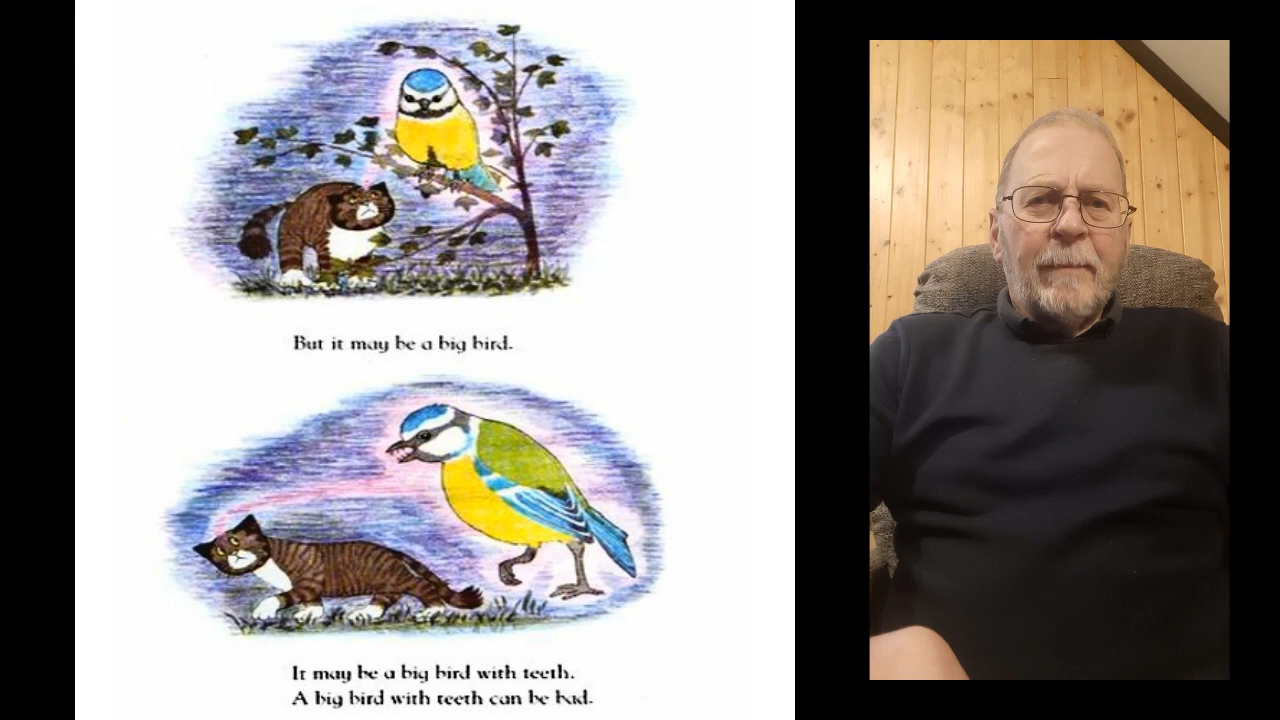 But it may be a big bird.
It may be a big bird with teeth.
A big bird with teeth can be bad.